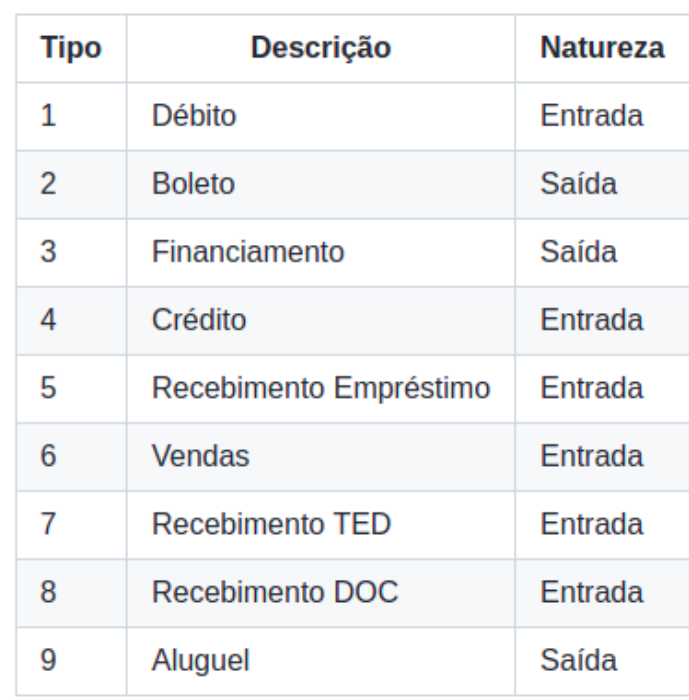 Tipo Descrição Natureza
1 Débito Entrada
2 Boleto Saída
3 Financiamento Saída
4 Crédito Entrada
5 Recebimento Empréstimo Entrada
6 Vendas Entrada
7 Recebimento TED Entrada
8 Recebimento DOC Entrada
9 Aluguel Saída